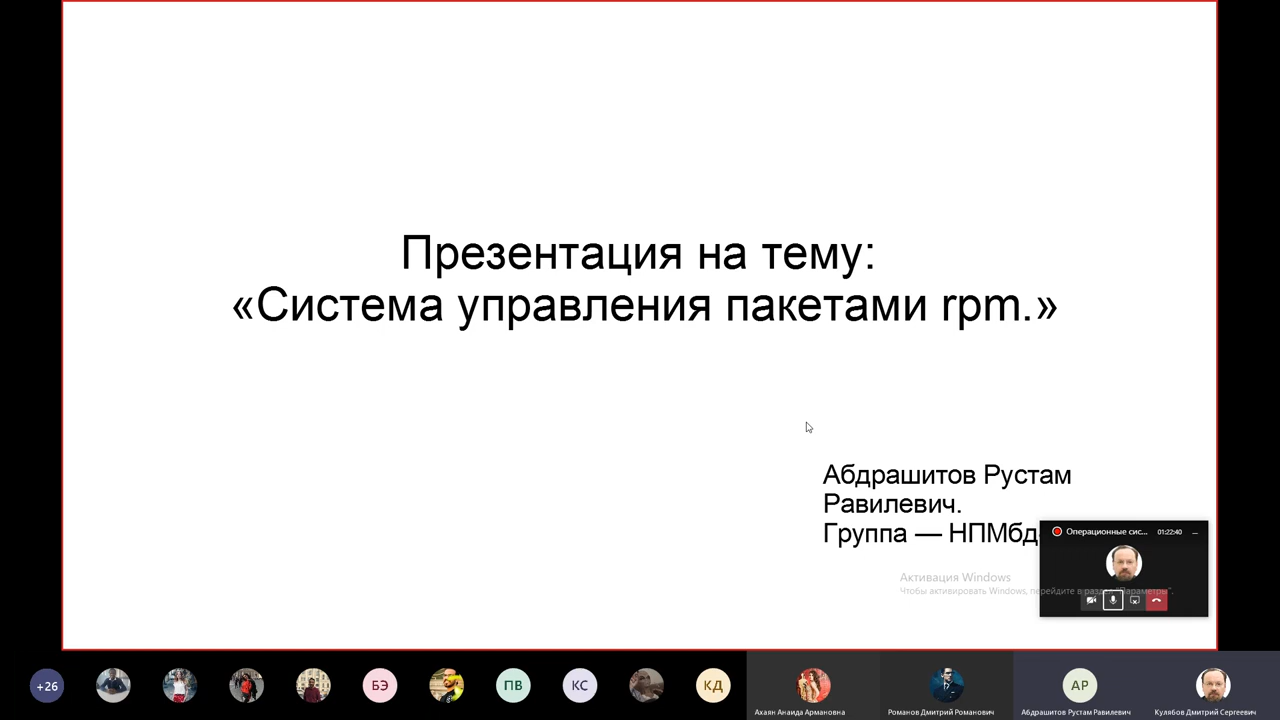 Презентация на тему:
«Система управления пакетами rpm.»
Абдрашитов Рустам
Равилевич.
Группа — НПМбд
Операционные сис... 01:22:40
Активация Windows
Чтобы активировать Windows, перейдите в раздел "Параметры".
+26
БЭ
ПВ
КС
КД
АР
Ахаян Анаида Армановна
Романов Дмитрий Романович
Абдрашитов Рустам Равилевич
Кулябов Дмитрий Сергеевич